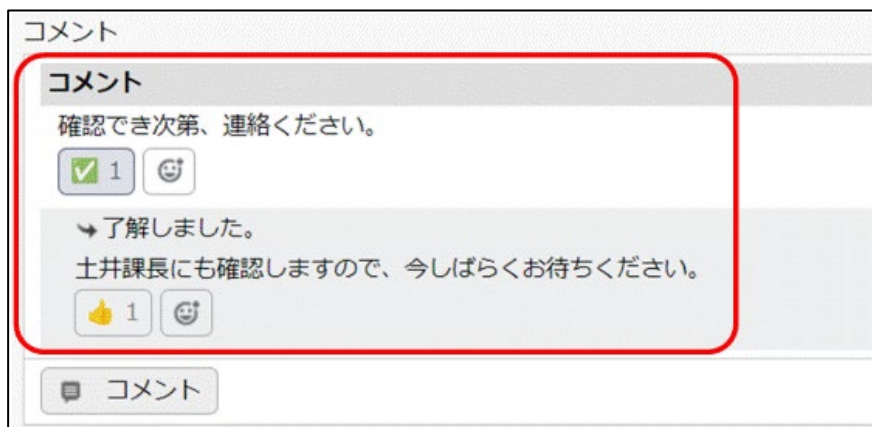 コメント
コメント
確認でき次第、連絡ください。
✅ 1
↪了解しました。
土井課長にも確認しますので、今しばらくお待ちください。
👍 1
コメント